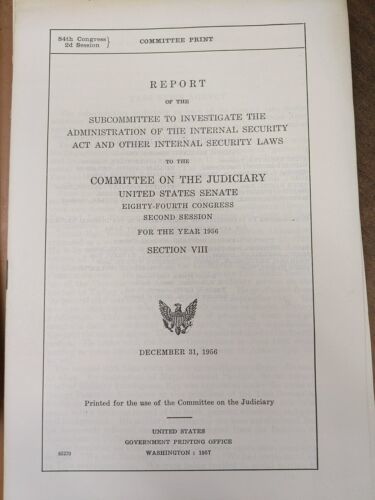 84th Congress
2d Session
COMMITTEE PRINT
REPORT
OF THE
SUBCOMMITTEE TO INVESTIGATE THE
ADMINISTRATION OF THE INTERNAL SECURITY
ACT AND OTHER INTERNAL SECURITY LAWS
TO THE
COMMITTEE ON THE JUDICIARY
UNITED STATES SENATE
EIGHTY-FOURTH CONGRESS
SECOND SESSION
FOR THE YEAR 1956
SECTION VIII
DECEMBER 31, 1956
Printed for the use of the Committee on the Judiciary
UNITED STATES
GOVERNMENT PRINTING OFFICE
WASHINGTON : 1957